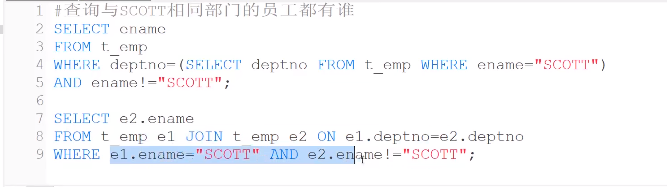 1 #查询与SCOTT相同部门的员工都有谁
2 SELECT ename
3 FROM t_emp
4 WHERE deptno=(SELECT deptno FROM t_emp WHERE ename="SCOTT")
5 AND ename!="SCOTT";
6
7 SELECT e2.ename
8 FROM t_emp e1 JOIN t_emp e2 ON e1.deptno=e2.deptno
9 WHERE e1.ename="SCOTT" AND e2.ename!="SCOTT";